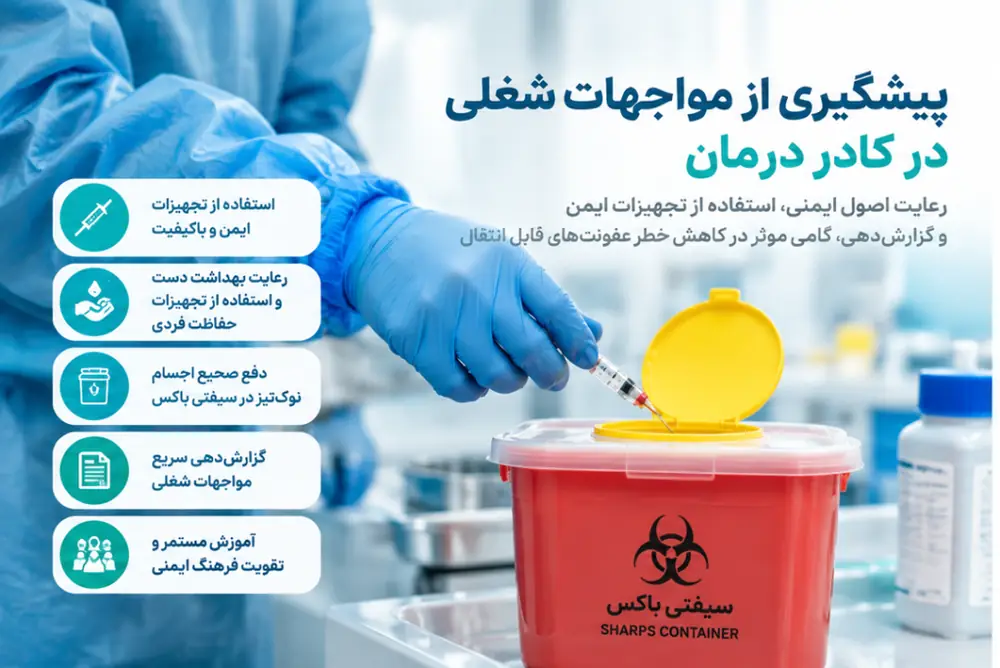 پیشگیری از مواجهات شغلی
در کادر درمان
رعایت اصول ایمنی، استفاده از تجهیزات ایمن
و گزارش‌دهی، گامی موثر در کاهش خطر عفونت‌های قابل انتقال
استفاده از تجهیزات
ایمن و باکیفیت
رعایت بهداشت دست
و استفاده از تجهیزات
حفاظت فردی
دفع صحیح اجسام
نوک‌تیز در سیفتی باکس
گزارش‌دهی سریع
مواجهات شغلی
آموزش مستمر و
تقویت فرهنگ ایمنی
سیفتی باکس
SHARPS CONTAINER